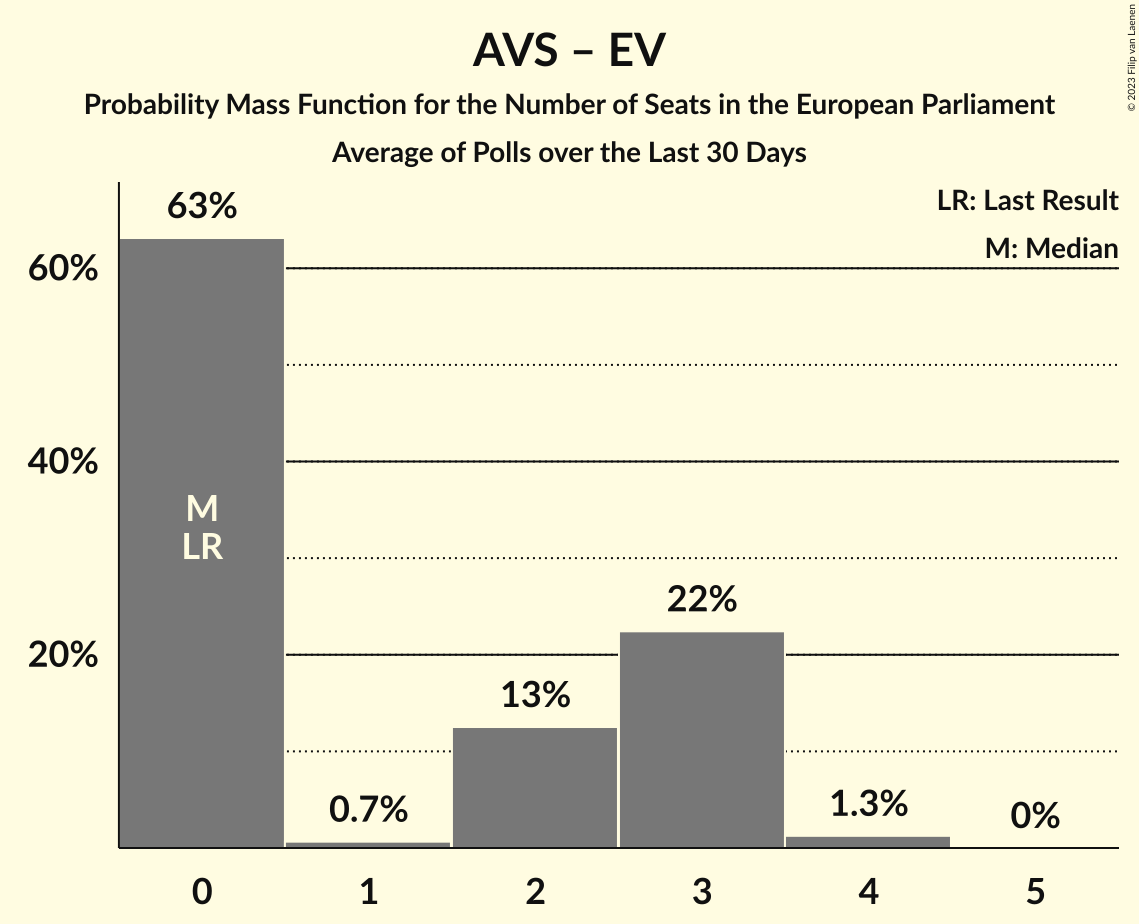 AVS – EV
Probability Mass Function for the Number of Seats in the European Parliament
Average of Polls over the Last 30 Days
© 2023 Filip van Laenen
LR: Last Result
M: Median
63%
60%
40%
M
LR
22%
20%
13%
0.7%
1.3%
0%
0 1 2 3 4 5